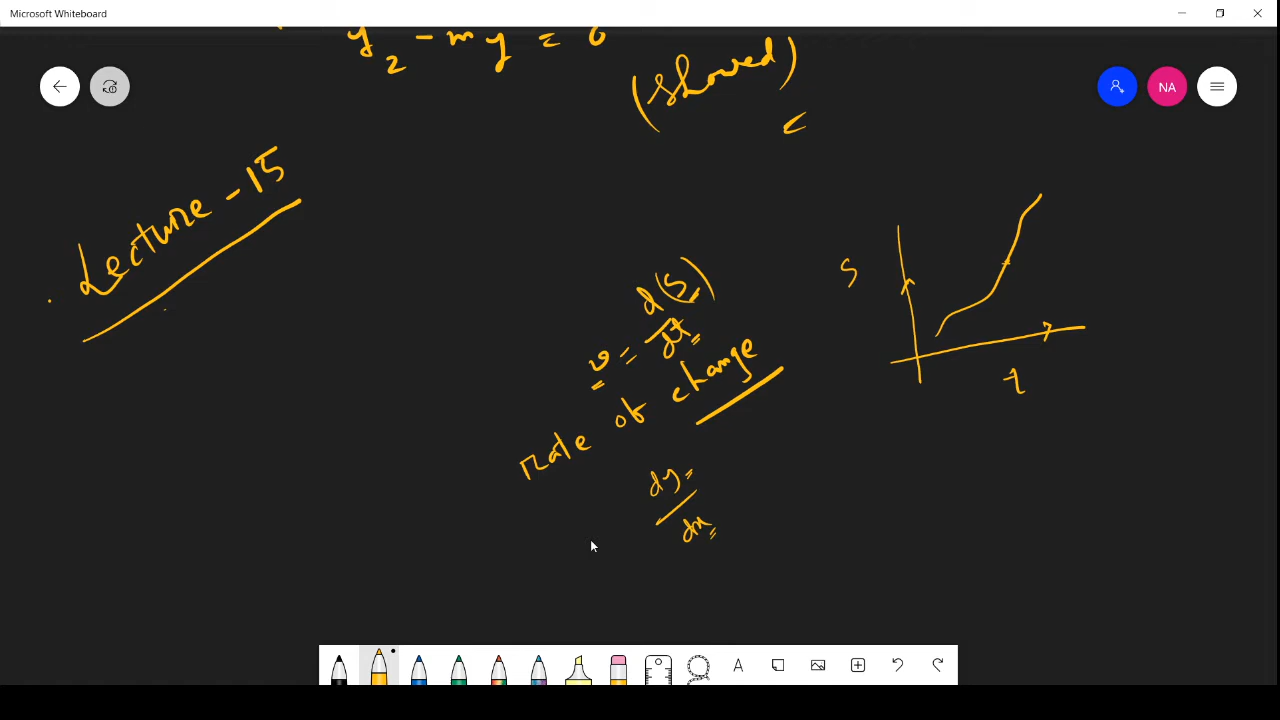 Microsoft Whiteboard
y₂ - my = 0
(showed)
NA
Lecture - 15
v = d(S)/dt
rate of change
dy/dx
S
t
A